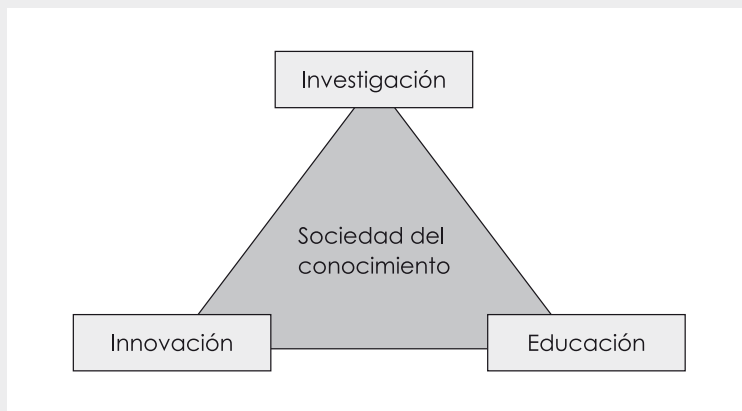 Investigación
Sociedad del
conocimiento
Innovación
Educación